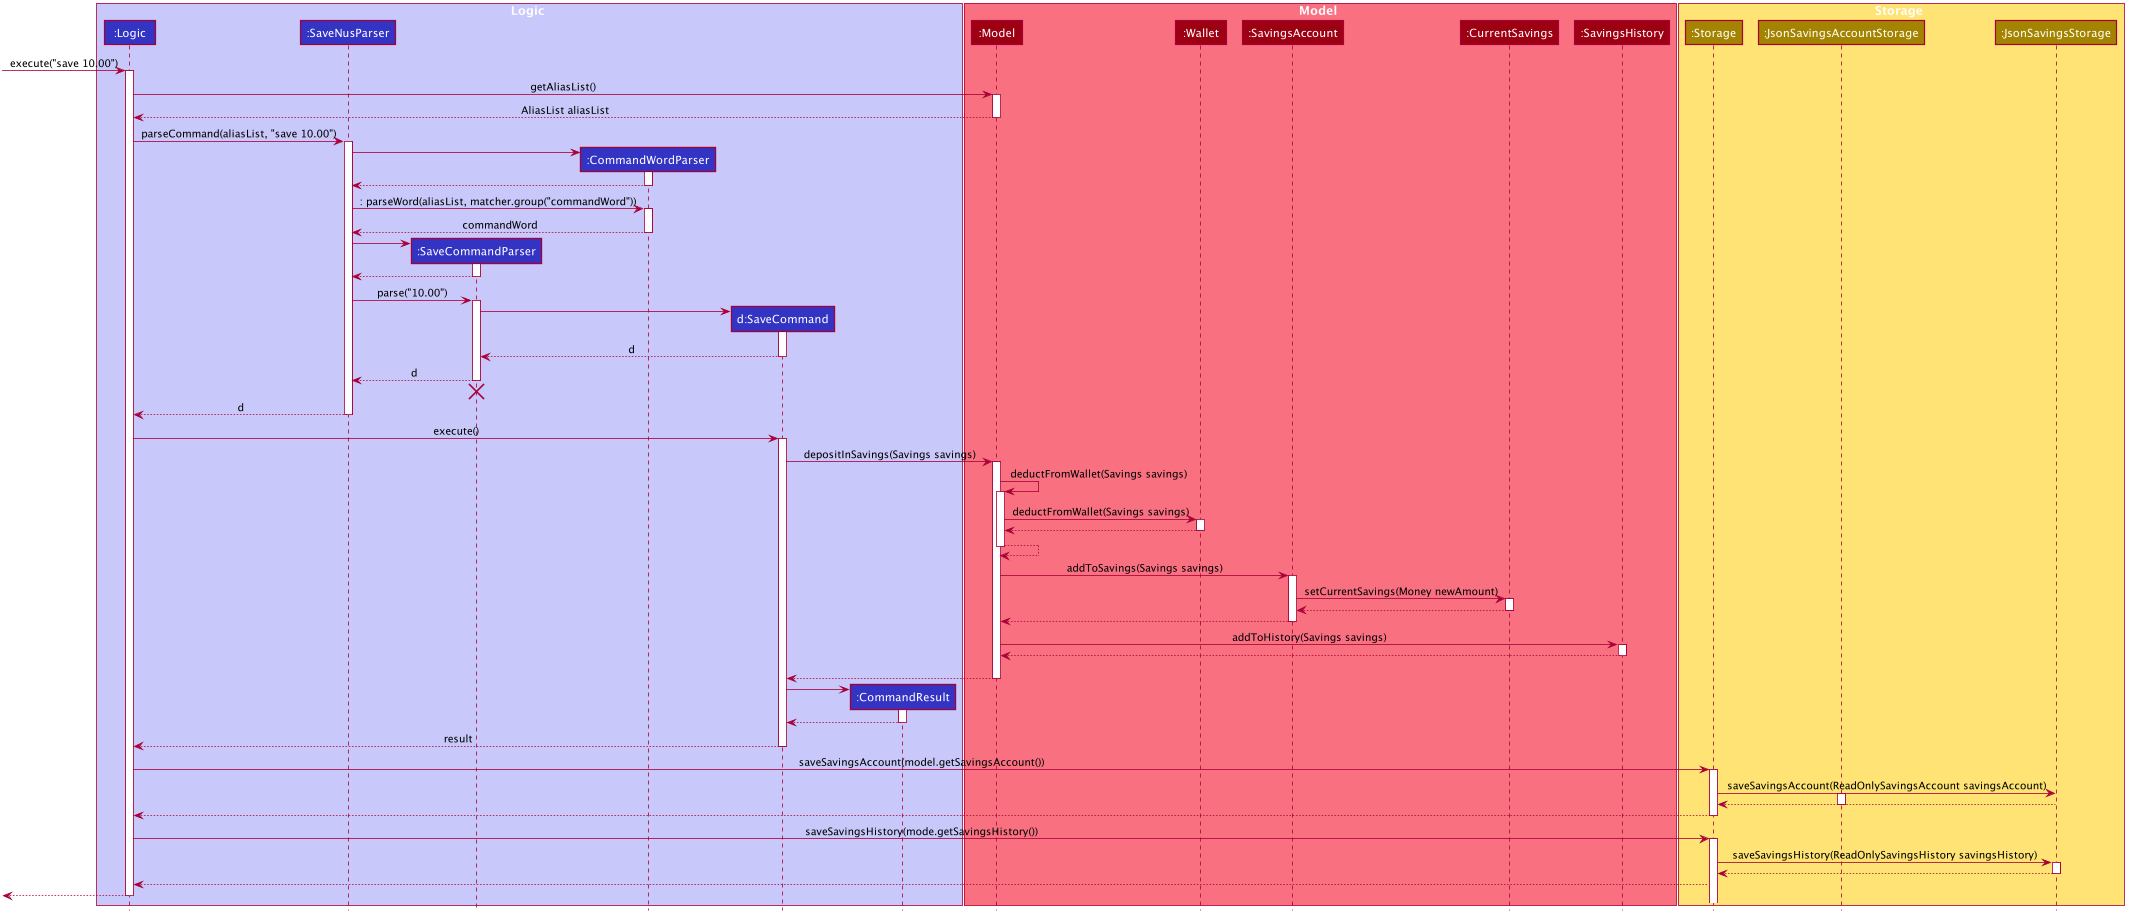 Logic
Model
Storage
:Logic
:SaveNusParser
:Model
:Wallet
:SavingsAccount
:CurrentSavings
:SavingsHistory
:Storage
:JsonSavingsAccountStorage
:JsonSavingsStorage
execute("save 10.00")
getAliasList()
AliasList aliasList
parseCommand(aliasList, "save 10.00")
:CommandWordParser
: parseWord(aliasList, matcher.group("commandWord"))
commandWord
:SaveCommandParser
parse("10.00")
d:SaveCommand
d
d
d
execute()
depositInSavings(Savings savings)
deductFromWallet(Savings savings)
deductFromWallet(Savings savings)
addToSavings(Savings savings)
setCurrentSavings(Money newAmount)
addToHistory(Savings savings)
:CommandResult
result
saveSavingsAccount(model.getSavingsAccount())
saveSavingsAccount(ReadOnlySavingsAccount savingsAccount)
saveSavingsHistory(mode.getSavingsHistory())
saveSavingsHistory(ReadOnlySavingsHistory savingsHistory)